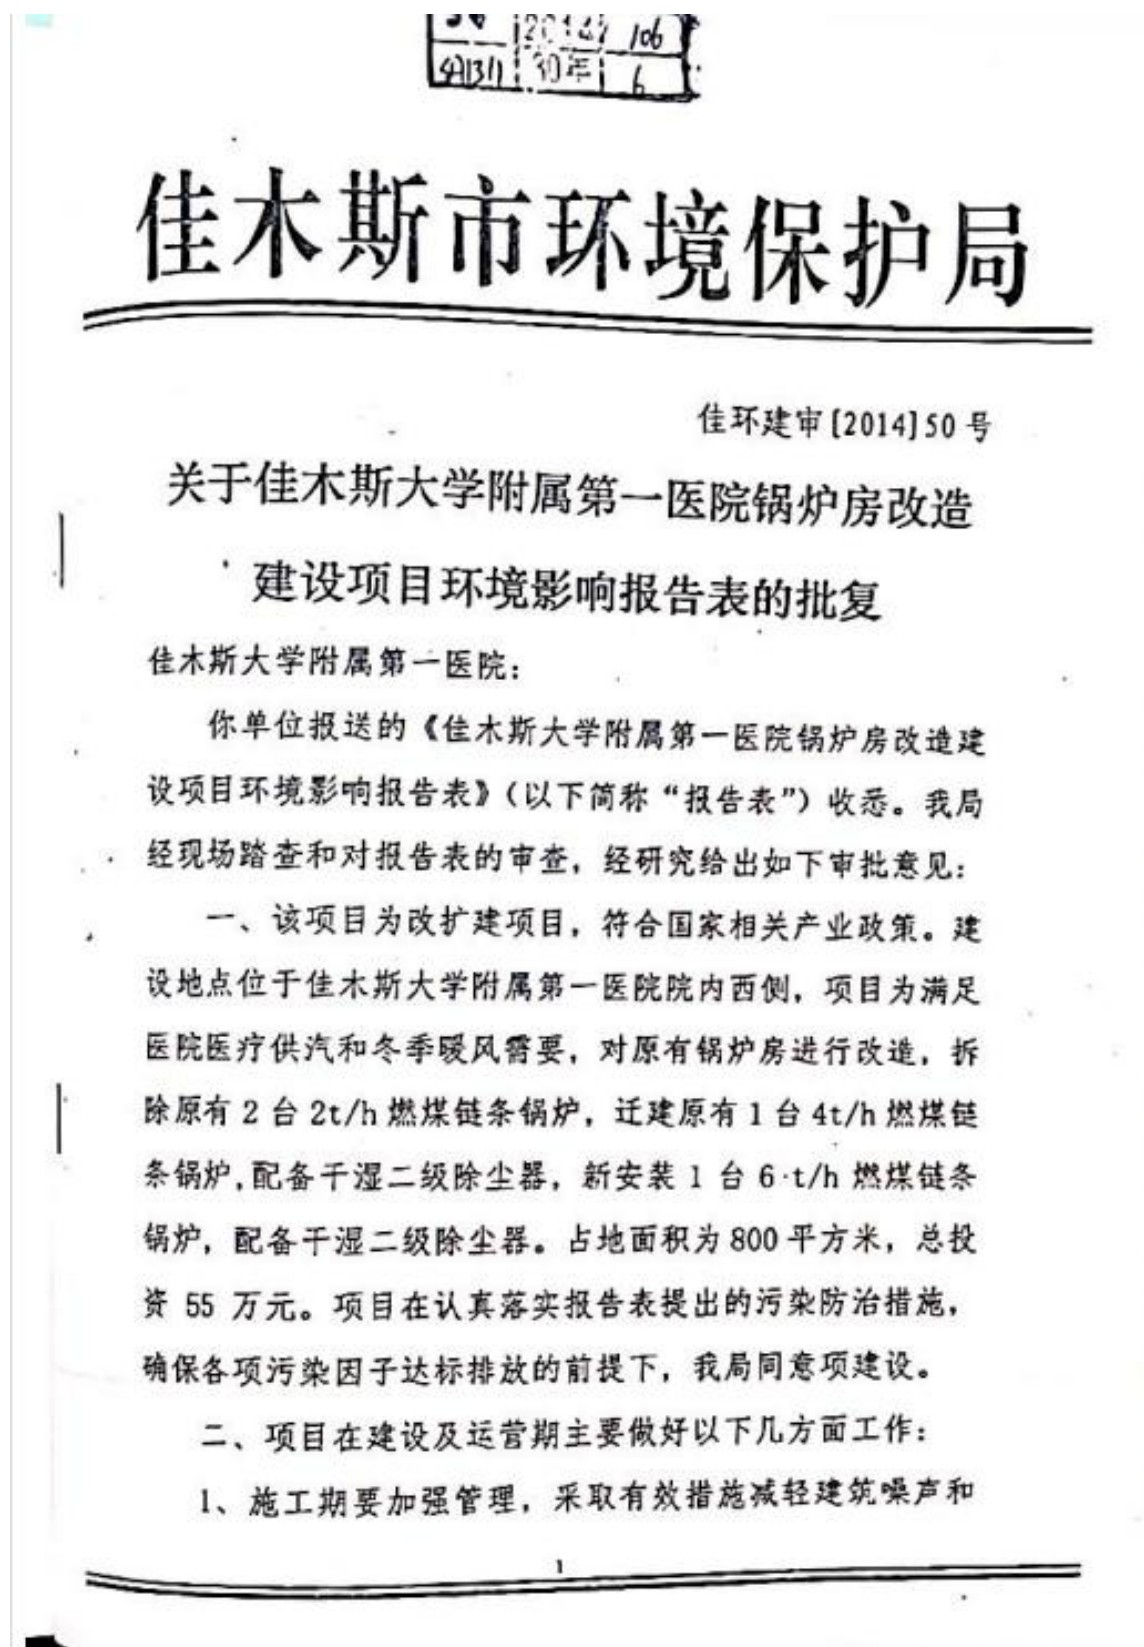 2014 106
30年 6
佳木斯市环境保护局
佳环建审[2014]50号
关于佳木斯大学附属第一医院锅炉房改造
建设项目环境影响报告表的批复
佳木斯大学附属第一医院：
你单位报送的《佳木斯大学附属第一医院锅炉房改造建
设项目环境影响报告表》（以下简称“报告表”）收悉。我局
经现场踏查和对报告表的审查，经研究给出如下审批意见：
一、该项目为改扩建项目，符合国家相关产业政策。建
设地点位于佳木斯大学附属第一医院院内西侧，项目为满足
医院医疗供汽和冬季暖风需要，对原有锅炉房进行改造，拆
除原有2台2t/h燃煤链条锅炉，迁建原有1台4t/h燃煤链
条锅炉,配备干湿二级除尘器，新安装1台6·t/h燃煤链条
锅炉，配备干湿二级除尘器。占地面积为800平方米，总投
资55万元。项目在认真落实报告表提出的污染防治措施，
确保各项污染因子达标排放的前提下，我局同意项建设。
二、项目在建设及运营期主要做好以下几方面工作：
1、施工期要加强管理，采取有效措施减轻建筑噪声和
1